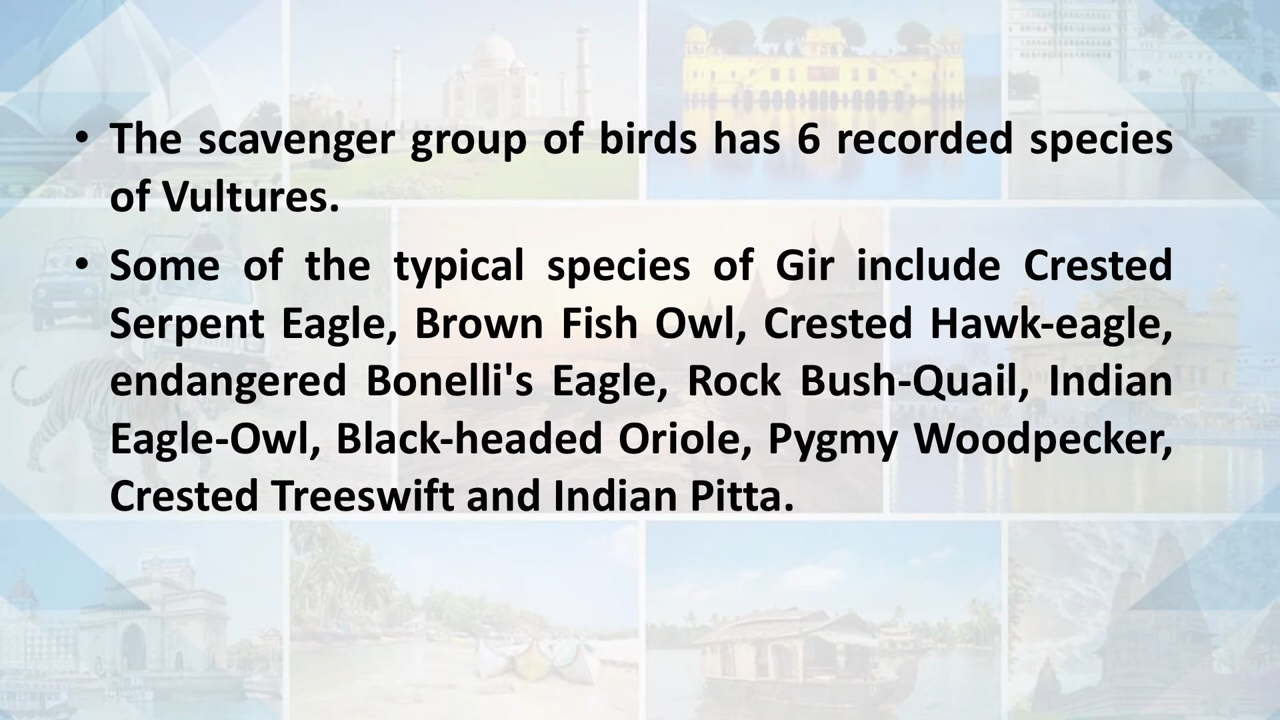 • The scavenger group of birds has 6 recorded species
of Vultures.
• Some of the typical species of Gir include Crested
Serpent Eagle, Brown Fish Owl, Crested Hawk-eagle,
endangered Bonelli's Eagle, Rock Bush-Quail, Indian
Eagle-Owl, Black-headed Oriole, Pygmy Woodpecker,
Crested Treeswift and Indian Pitta.